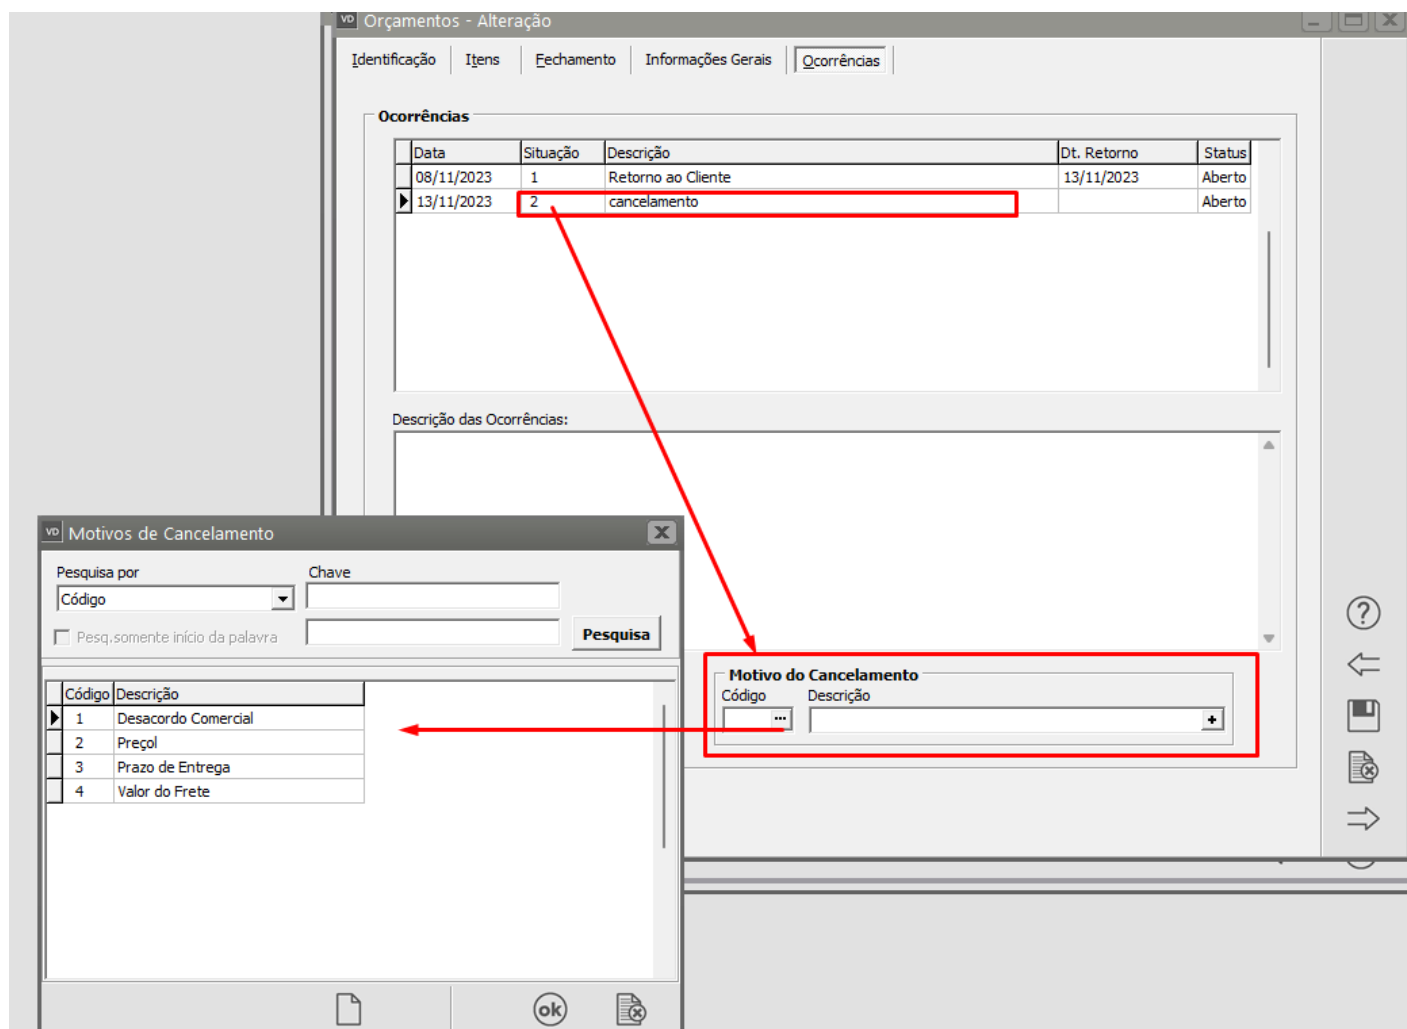 VD Orçamentos - Alteração
Identificação Itens Fechamento Informações Gerais Ocorrências
Ocorrências
Data Situação Descrição Dt. Retorno Status
08/11/2023 1 Retorno ao Cliente 13/11/2023 Aberto
13/11/2023 2 cancelamento Aberto
Descrição das Ocorrências:
Motivo do Cancelamento
Código Descrição
... +
VD Motivos de Cancelamento
Pesquisa por Chave
Código
Pesq.somente início da palavra Pesquisa
Código Descrição
1 Desacordo Comercial
2 Preçol
3 Prazo de Entrega
4 Valor do Frete
ok
?